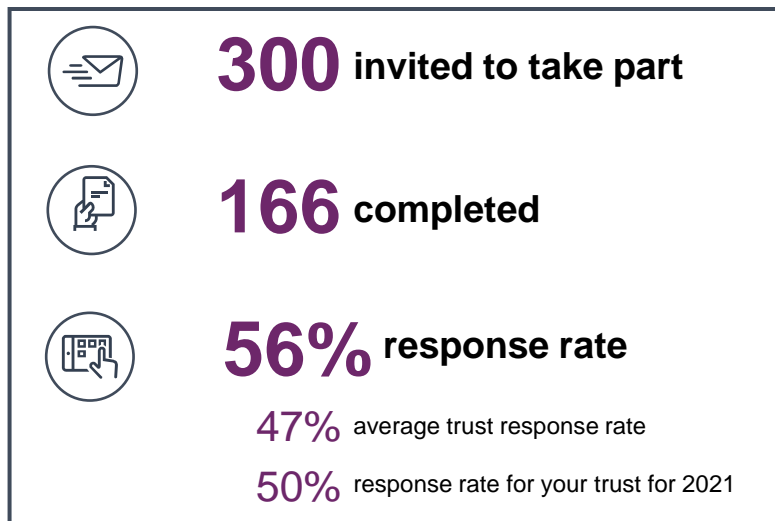 300 invited to take part
166 completed
56% response rate
47% average trust response rate
50% response rate for your trust for 2021